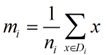 m_i = \frac{1}{n_i} \sum_{x \in D_i} x